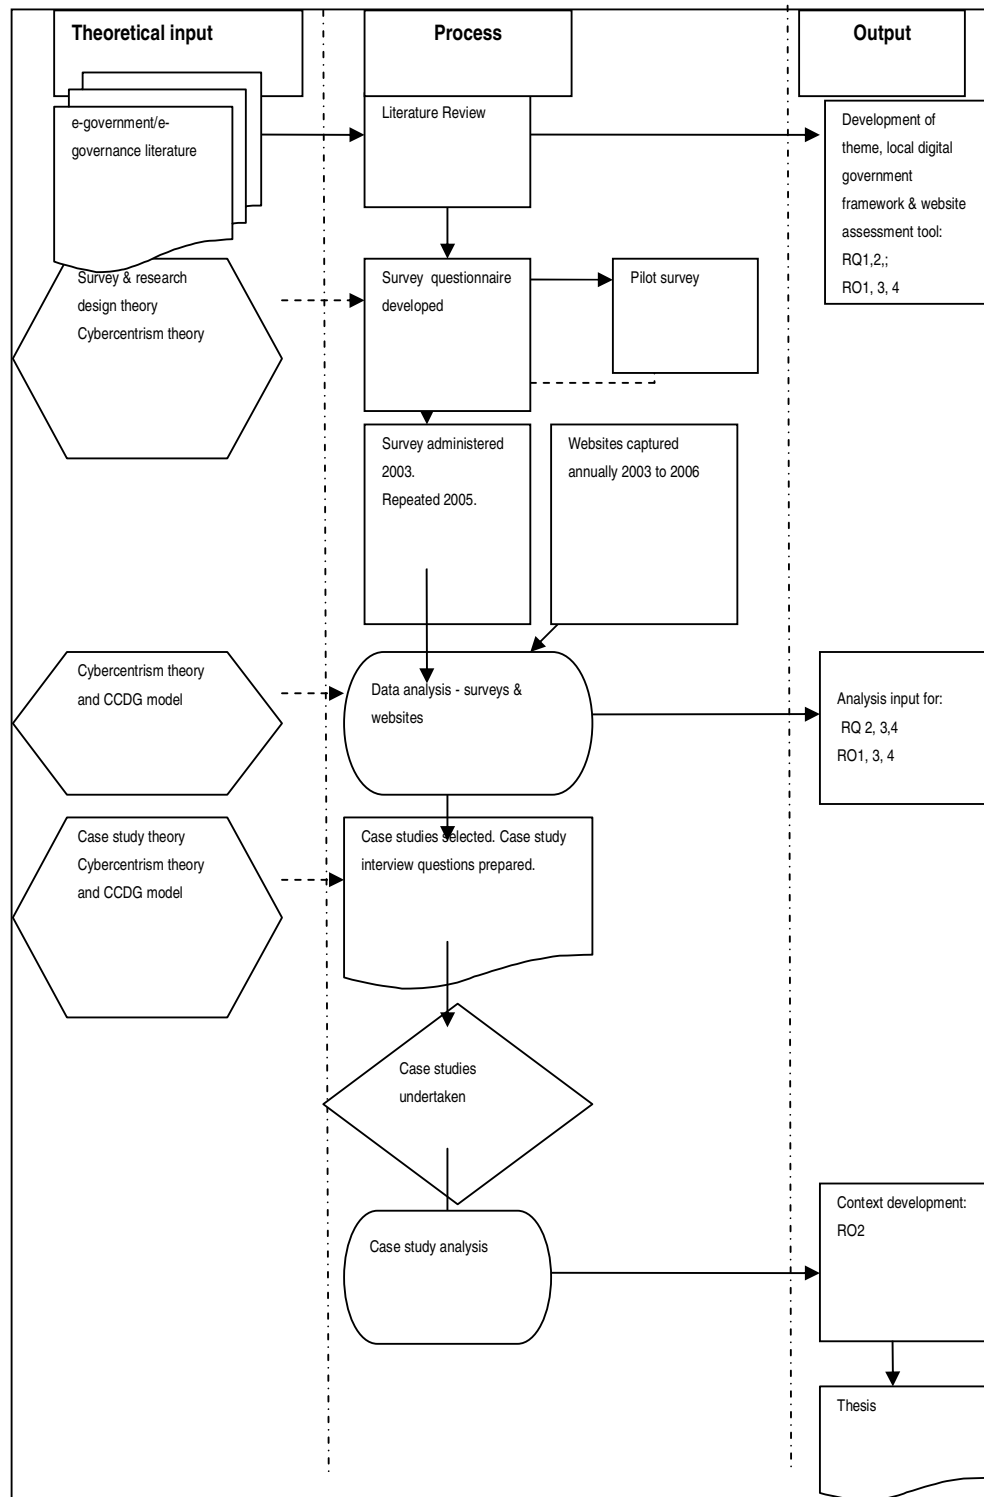 Theoretical input
Process
Output
e-government/e-
governance literature
Literature Review
Development of
theme, local digital
government
framework & website
assessment tool:
RQ1,2,;
RO1, 3, 4
Survey & research
design theory
Cybercentrism theory
Survey questionnaire
developed
Pilot survey
Survey administered
2003.
Repeated 2005.
Websites captured
annually 2003 to 2006
Cybercentrism theory
and CCDG model
Data analysis - surveys &
websites
Analysis input for:
RQ 2, 3,4
RO1, 3, 4
Case study theory
Cybercentrism theory
and CCDG model
Case studies selected. Case study
interview questions prepared.
Case studies
undertaken
Case study analysis
Context development:
RO2
Thesis